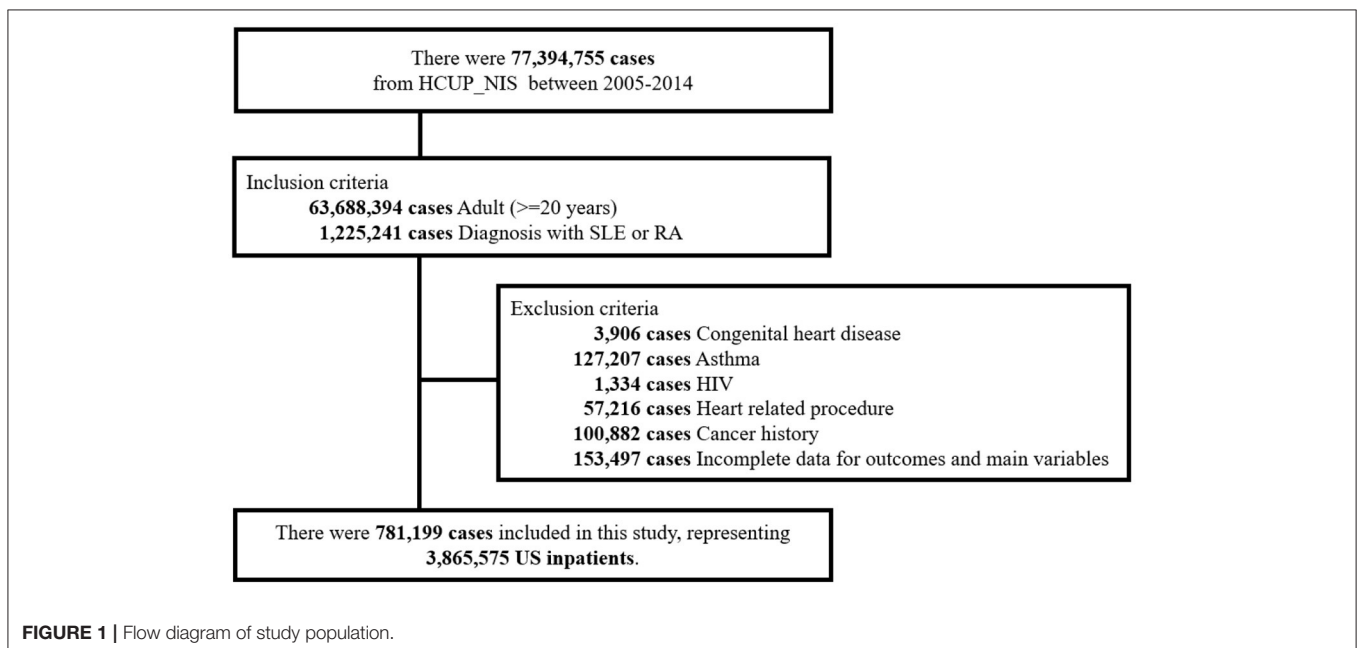 There were 77,394,755 cases
from HCUP_NIS between 2005-2014
Inclusion criteria
63,688,394 cases Adult (>=20 years)
1,225,241 cases Diagnosis with SLE or RA
Exclusion criteria
3,906 cases Congenital heart disease
127,207 cases Asthma
1,334 cases HIV
57,216 cases Heart related procedure
100,882 cases Cancer history
153,497 cases Incomplete data for outcomes and main variables
There were 781,199 cases included in this study, representing
3,865,575 US inpatients.
FIGURE 1 | Flow diagram of study population.